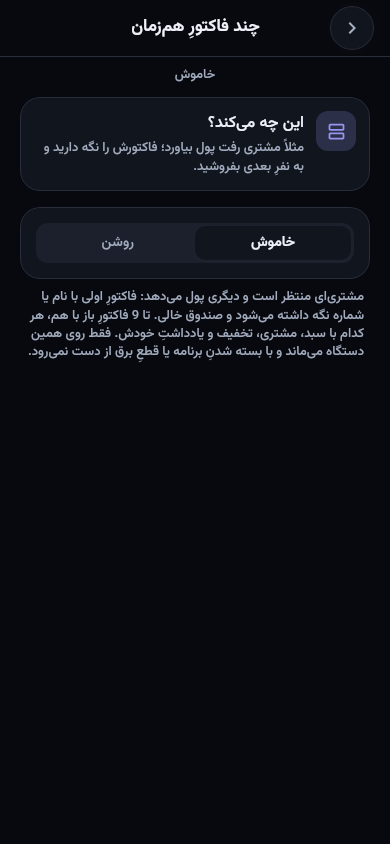 چند فاکتورِ هم‌زمان
خاموش
این چه می‌کند؟
مثلاً مشتری رفت پول بیاورد؛ فاکتورش را نگه دارید و
به نفرِ بعدی بفروشید.
خاموش
روشن
مشتری‌ای منتظر است و دیگری پول می‌دهد: فاکتورِ اولی با نام یا
شماره نگه داشته می‌شود و صندوق خالی. تا 9 فاکتورِ باز با هم، هر
کدام با سبد، مشتری، تخفیف و یادداشتِ خودش. فقط روی همین
دستگاه می‌ماند و با بسته شدنِ برنامه یا قطعِ برق از دست نمی‌رود.